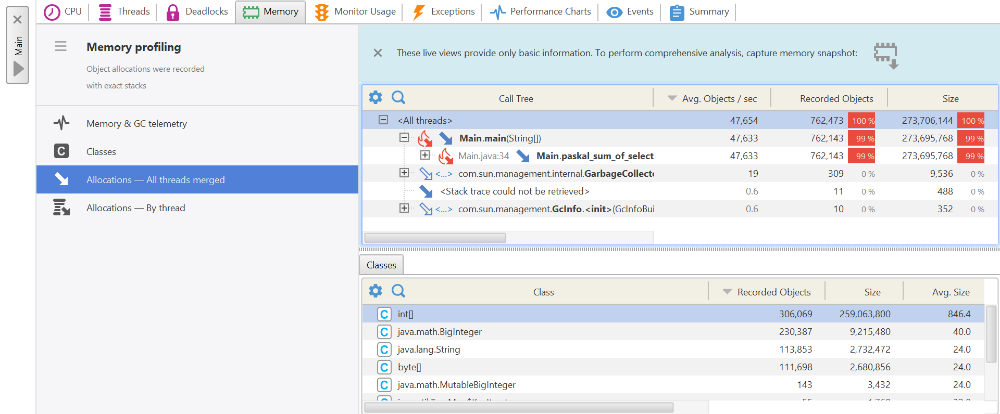 CPU Threads Deadlocks Memory Monitor Usage Exceptions Performance Charts Events Summary
Main
Memory profiling
Object allocations were recorded
with exact stacks
Memory & GC telemetry
Classes
Allocations — All threads merged
Allocations — By thread
These live views provide only basic information. To perform comprehensive analysis, capture memory snapshot:
Call Tree Avg. Objects / sec Recorded Objects Size
<All threads> 47,654 762,473 100 % 273,706,144 100 %
Main.main(String[]) 47,633 762,143 99 % 273,695,768 99 %
Main.java:34 Main.paskal_sum_of_select 47,633 762,143 99 % 273,695,768 99 %
<...> com.sun.management.internal.GarbageCollecto 19 309 0 % 9,536 0 %
<Stack trace could not be retrieved> 0.6 11 0 % 488 0 %
<...> com.sun.management.GcInfo.<init>(GcInfoBui 0.6 10 0 % 352 0 %
Classes
Class Recorded Objects Size Avg. Size
C int[] 306,069 259,063,800 846.4
C java.math.BigInteger 230,387 9,215,480 40.0
C java.lang.String 113,853 2,732,472 24.0
C byte[] 111,698 2,680,856 24.0
C java.math.MutableBigInteger 143 3,432 24.0